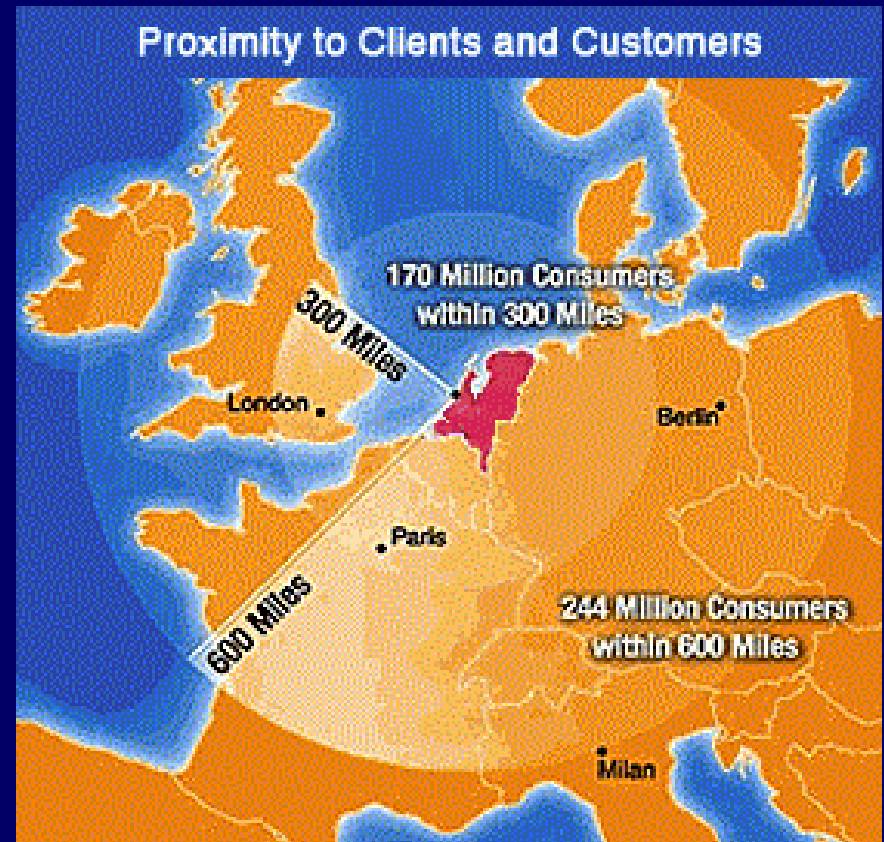 Proximity to Clients and Customers
170 Million Consumers
within 300 Miles
300 Miles
London
Berlin
Paris
600 Miles
244 Million Consumers
within 600 Miles
Milan